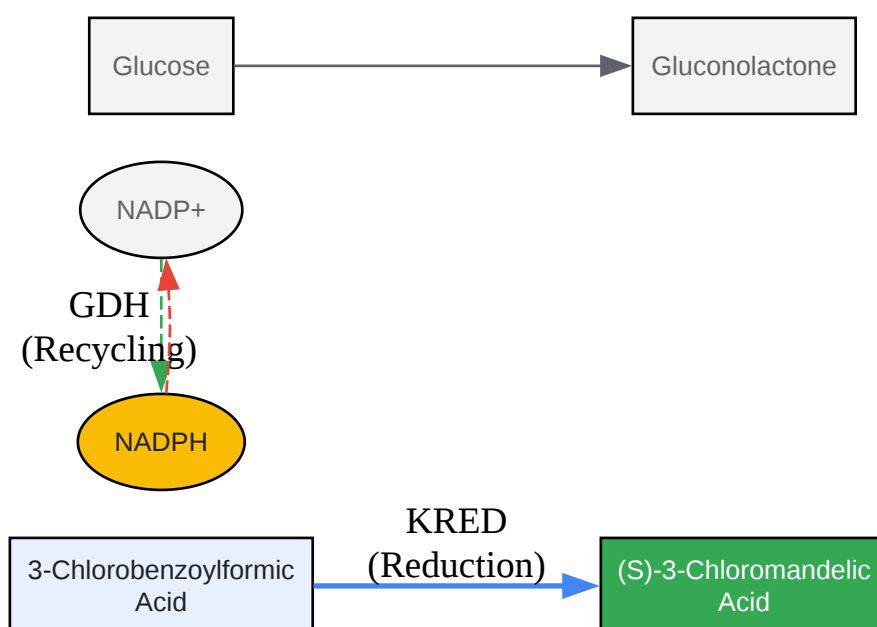 Glucose
Gluconolactone
NADP+
GDH
(Recycling)
NADPH
KRED
(Reduction)
3-Chlorobenzoylformic
Acid
(S)-3-Chloromandelic
Acid